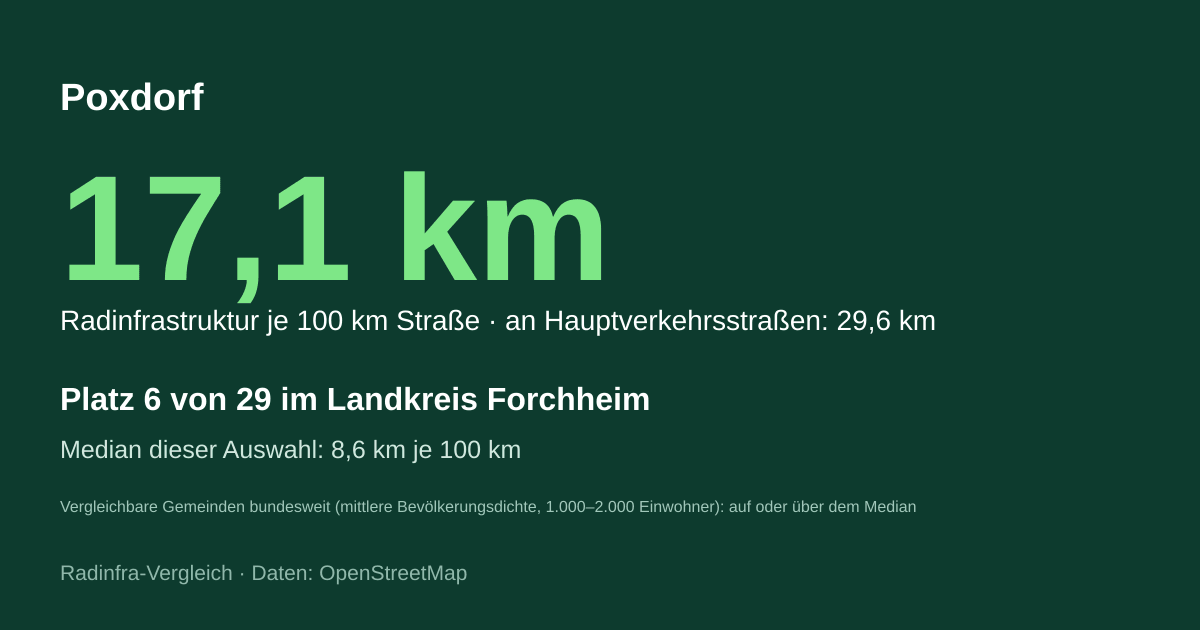 Poxdorf
17,1 km
Radinfrastruktur je 100 km Straße · an Hauptverkehrsstraßen: 29,6 km
Platz 6 von 29 im Landkreis Forchheim
Median dieser Auswahl: 8,6 km je 100 km
Vergleichbare Gemeinden bundesweit (mittlere Bevölkerungsdichte, 1.000–2.000 Einwohner): auf oder über dem Median
Radinfra-Vergleich · Daten: OpenStreetMap